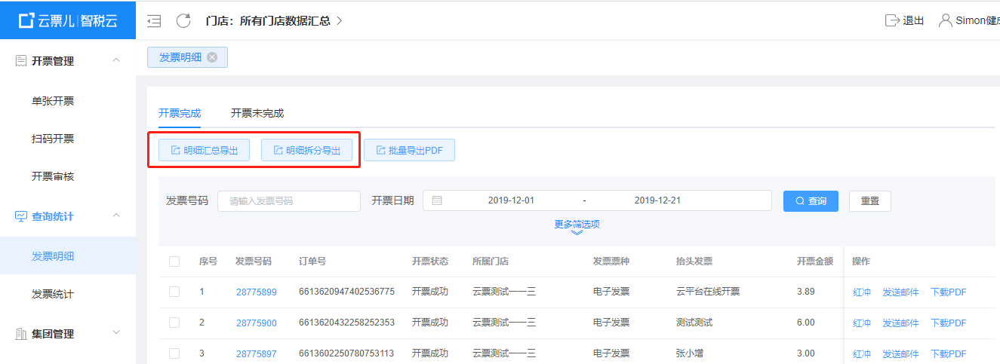 云票儿|智税云
门店：所有门店数据汇总 >
退出
Simon健成
发票明细
开票管理
单张开票
扫码开票
开票审核
查询统计
发票明细
发票统计
集团管理
开票完成 开票未完成
明细汇总导出 明细拆分导出 批量导出PDF
发票号码 请输入发票号码 开票日期 2019-12-01 - 2019-12-21 查询 重置
更多筛选项
序号 发票号码 订单号 开票状态 所属门店 发票票种 抬头发票 开票金额 操作
1 28775899 6613620947402536775 开票成功 云票测试一一三 电子发票 云平台在线开票 3.89 红冲 发送邮件 下载PDF
2 28775900 6613620432258252353 开票成功 云票测试一一三 电子发票 测试测试 6.00 红冲 发送邮件 下载PDF
3 28775897 6613602250780753113 开票成功 云票测试一一三 电子发票 张小增 3.00 红冲 发送邮件 下载PDF